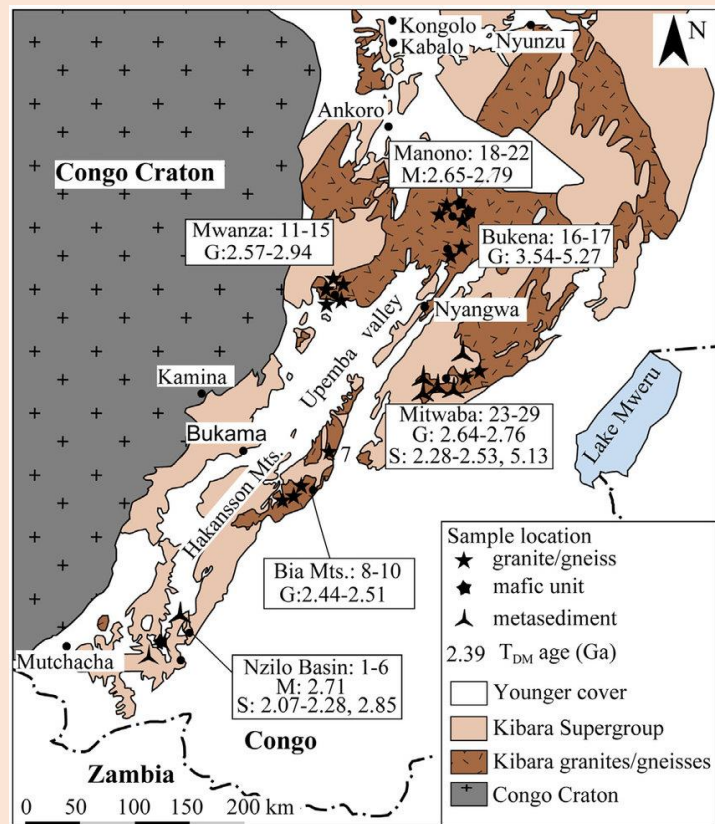 Kongolo
Kabalo
Nyunzu
N
Ankoro
Congo Craton
Manono: 18-22
M:2.65-2.79
Mwanza: 11-15
G:2.57-2.94
Bukena: 16-17
G: 3.54-5.27
Nyangwa
Upemba valley
Kamina
Bukama
Mitwaba: 23-29
G: 2.64-2.76
S: 2.28-2.53, 5.13
Lake Mweru
7
Hakansson Mts.
Bia Mts.: 8-10
G:2.44-2.51
Mutchacha
Nzilo Basin: 1-6
M: 2.71
S: 2.07-2.28, 2.85
Congo
Zambia
0 50 100 150 200 km
Sample location
granite/gneiss
mafic unit
metasediment
2.39 TDM age (Ga)
Younger cover
Kibara Supergroup
Kibara granites/gneisses
Congo Craton